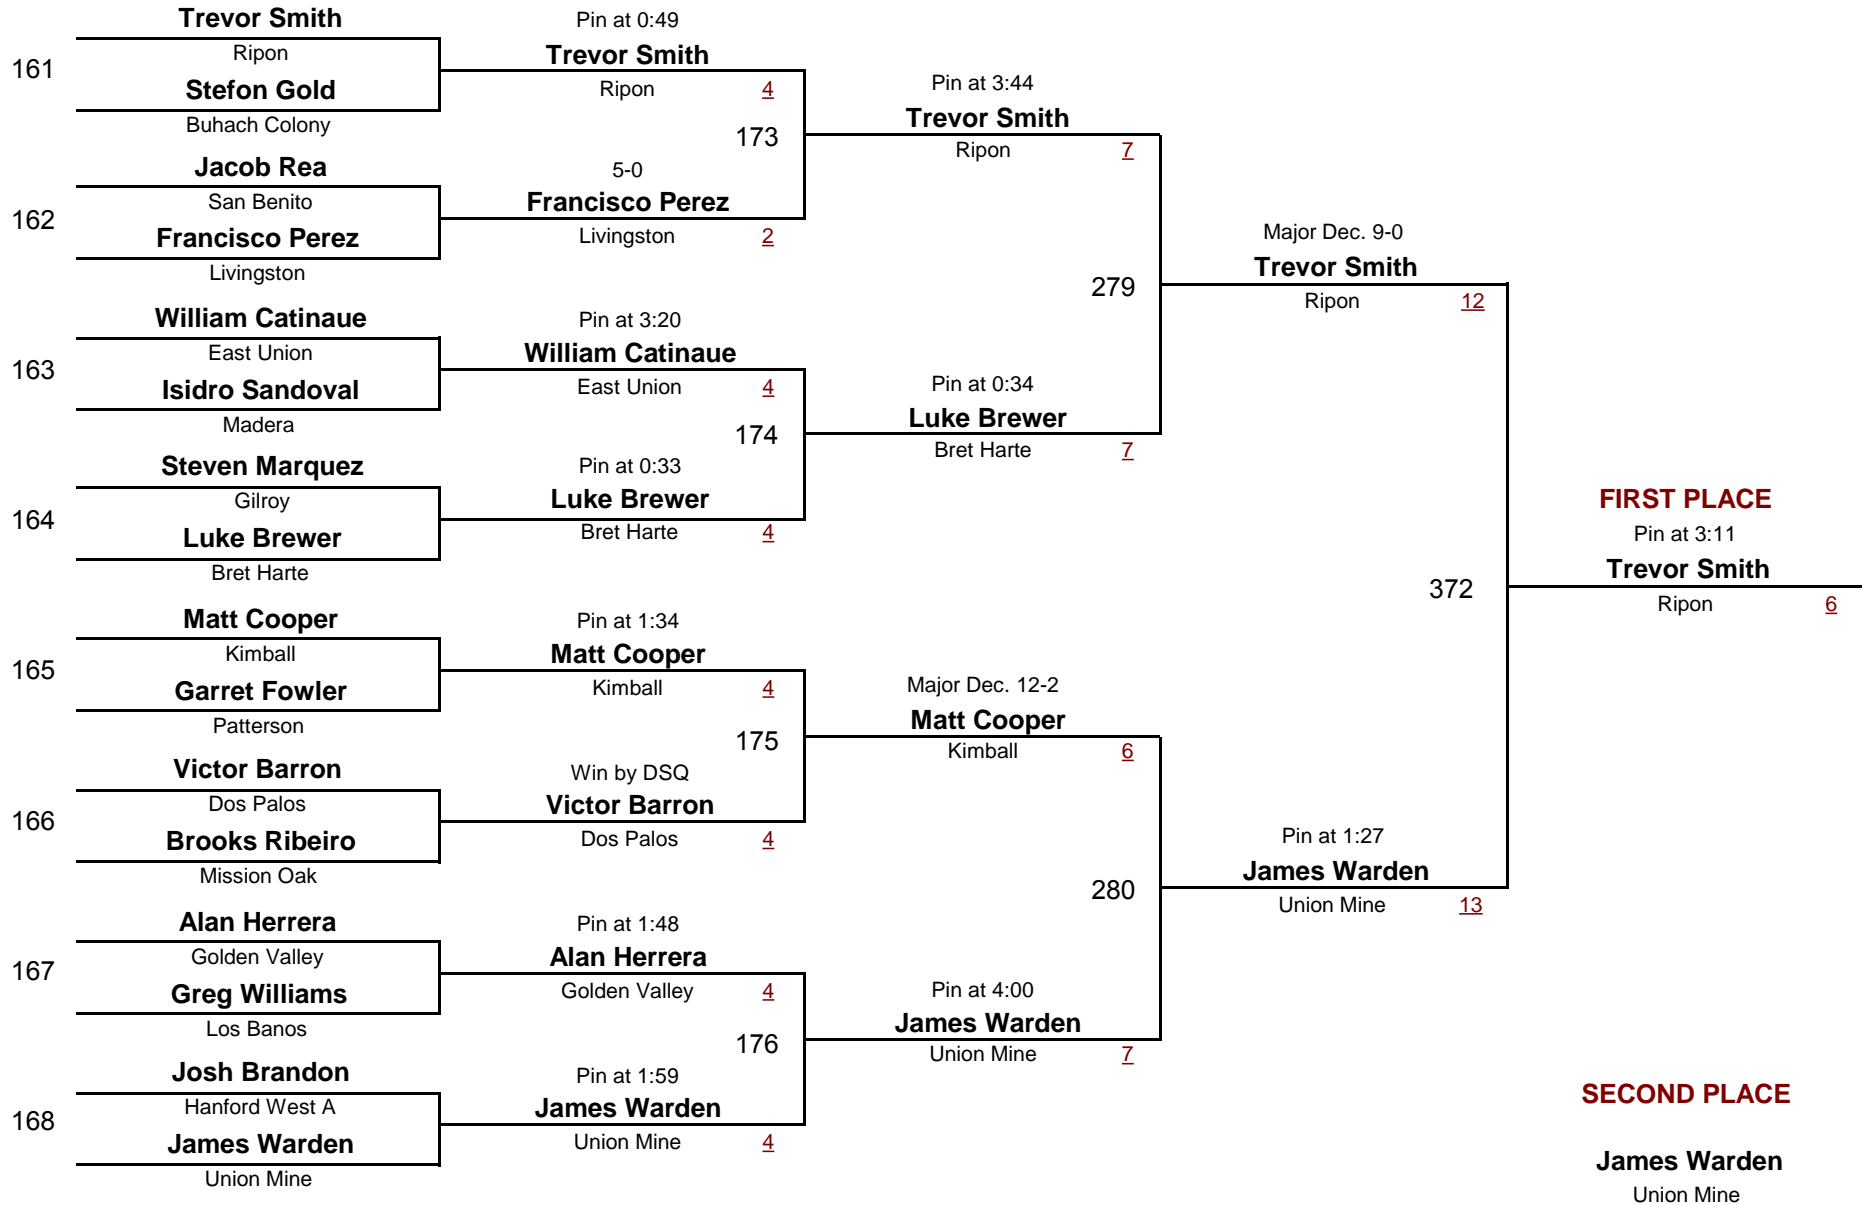 Trevor Smith
161
Ripon
Stefon Gold
Buhach Colony
Jacob Rea
162
San Benito
Francisco Perez
Livingston
William Catinaue
163
East Union
Isidro Sandoval
Madera
Steven Marquez
164
Gilroy
Luke Brewer
Bret Harte
Matt Cooper
165
Kimball
Garret Fowler
Patterson
Victor Barron
166
Dos Palos
Brooks Ribeiro
Mission Oak
Alan Herrera
167
Golden Valley
Greg Williams
Los Banos
Josh Brandon
168
Hanford West A
James Warden
Union Mine
Pin at 0:49
Trevor Smith
Ripon 4
173
5-0
Francisco Perez
Livingston 2
Pin at 3:20
William Catinaue
East Union 4
174
Pin at 0:33
Luke Brewer
Bret Harte 4
Pin at 1:34
Matt Cooper
Kimball 4
175
Win by DSQ
Victor Barron
Dos Palos 4
Pin at 1:48
Alan Herrera
Golden Valley 4
176
Pin at 1:59
James Warden
Union Mine 4
Pin at 3:44
Trevor Smith
Ripon 7
279
Pin at 0:34
Luke Brewer
Bret Harte 7
Major Dec. 12-2
Matt Cooper
Kimball 6
280
Pin at 4:00
James Warden
Union Mine 7
Major Dec. 9-0
Trevor Smith
Ripon 12
372
Pin at 1:27
James Warden
Union Mine 13
FIRST PLACE
Pin at 3:11
Trevor Smith
Ripon 6
SECOND PLACE
James Warden
Union Mine